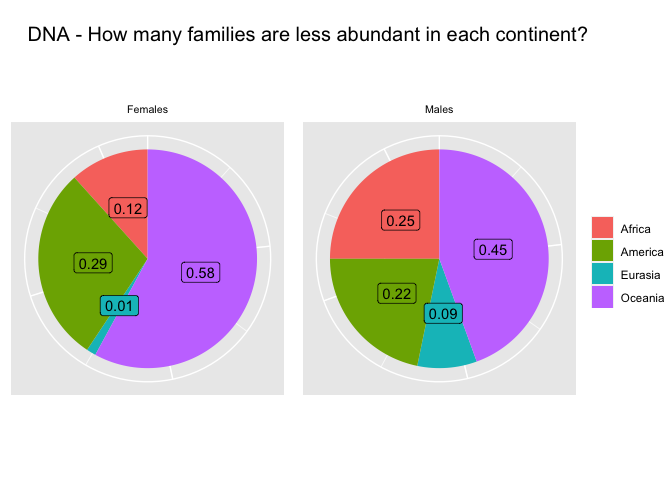 DNA - How many families are less abundant in each continent?
Females
Males
0.12
0.29
0.01
0.58
0.25
0.22
0.09
0.45
Africa
America
Eurasia
Oceania